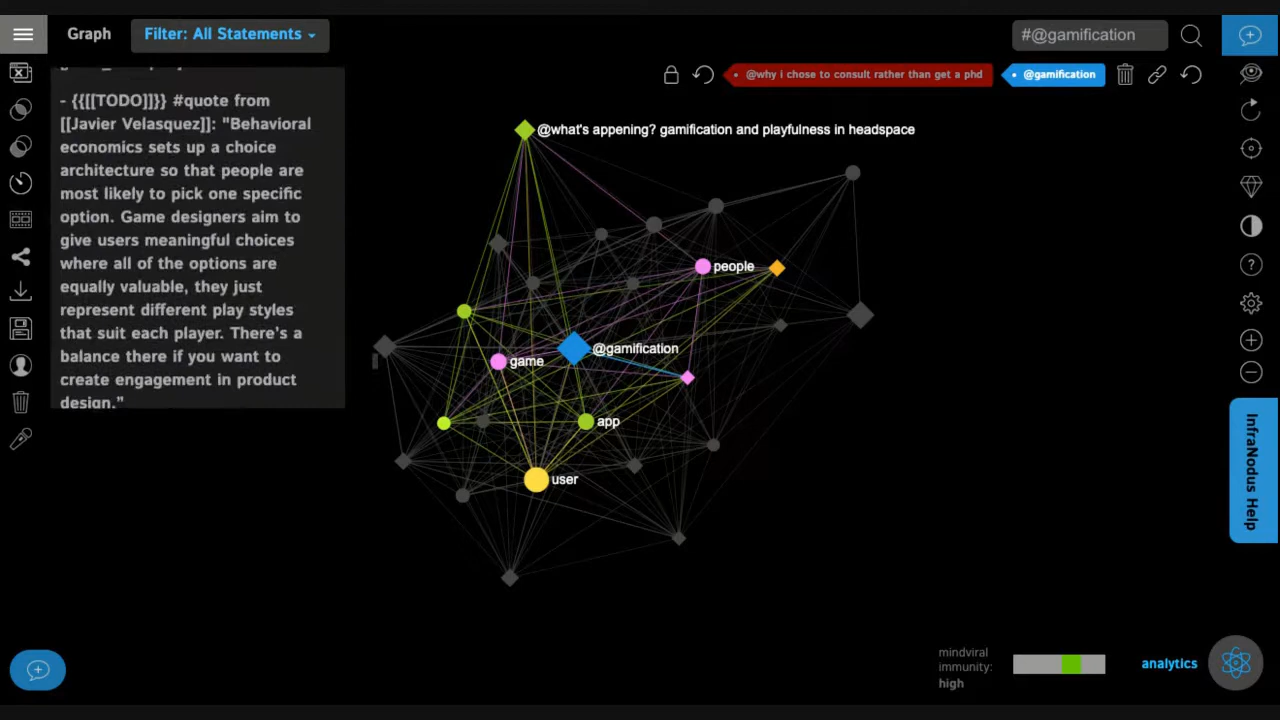 Graph
Filter: All Statements
#@gamification
• @why i chose to consult rather than get a phd
• @gamification
- {{[[TODO]]}} #quote from
[[Javier Velasquez]]: "Behavioral
economics sets up a choice
architecture so that people are
most likely to pick one specific
option. Game designers aim to
give users meaningful choices
where all of the options are
equally valuable, they just
represent different play styles
that suit each player. There's a
balance there if you want to
create engagement in product
design."
@what's appening? gamification and playfulness in headspace
people
@gamification
game
app
user
InfraNodus Help
mindviral
immunity:
high
analytics